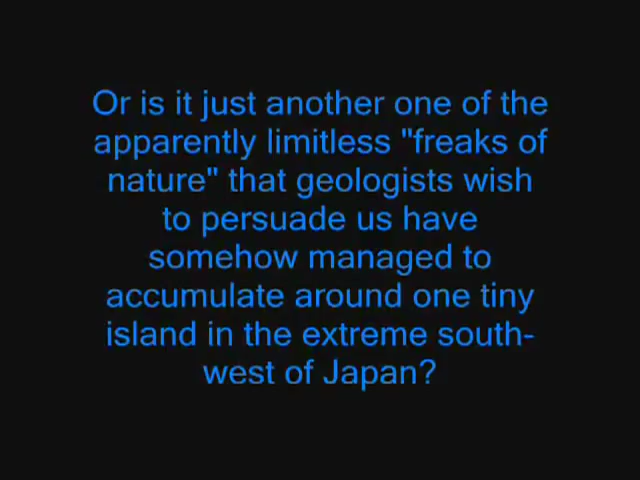 Or is it just another one of the
apparently limitless "freaks of
nature" that geologists wish
to persuade us have
somehow managed to
accumulate around one tiny
island in the extreme south-
west of Japan?